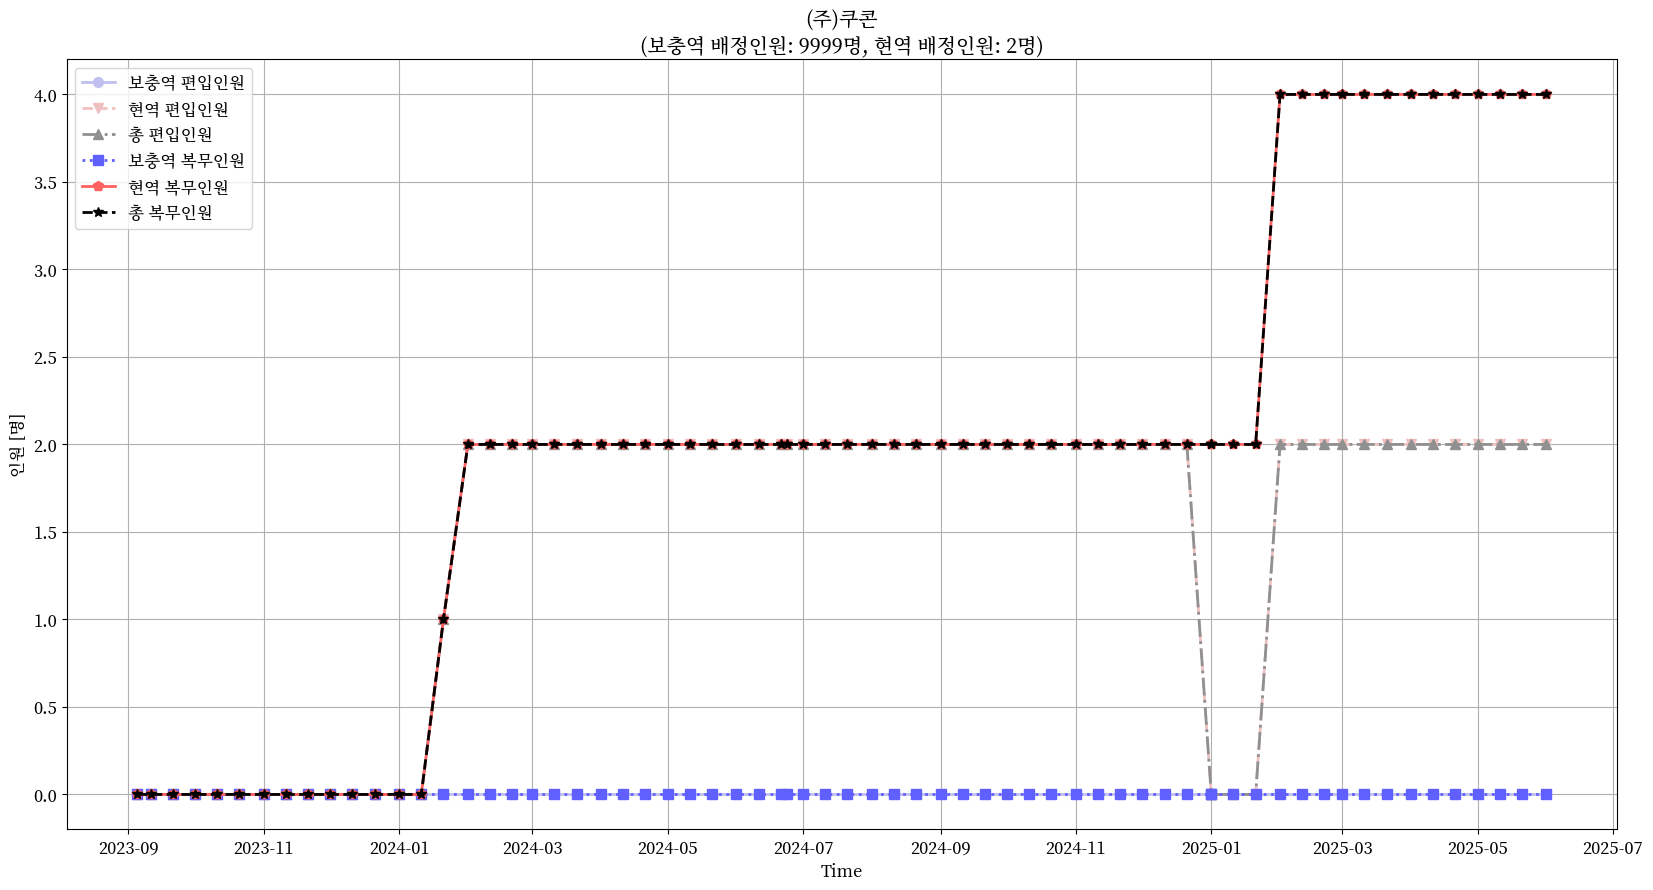 (주)쿠콘
(보충역 배정인원: 9999명, 현역 배정인원: 2명)
보충역 편입인원
현역 편입인원
총 편입인원
보충역 복무인원
현역 복무인원
총 복무인원
인원 [명]
4.0
3.5
3.0
2.5
2.0
1.5
1.0
0.5
0.0
2023-09
2023-11
2024-01
2024-03
2024-05
2024-07
2024-09
2024-11
2025-01
2025-03
2025-05
2025-07
Time